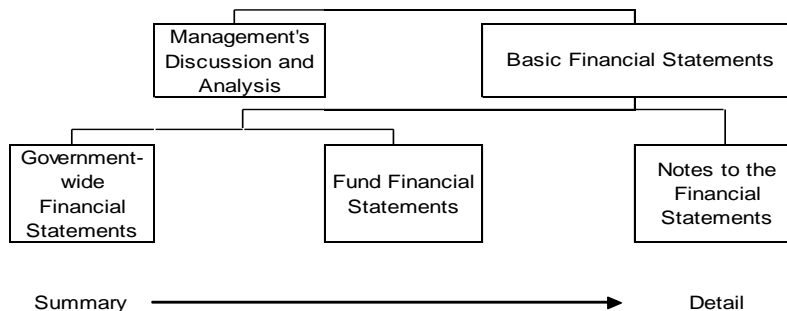 Management's
Discussion and
Analysis
Basic Financial Statements
Government-
wide
Financial
Statements
Fund Financial
Statements
Notes to the
Financial
Statements
Summary
Detail